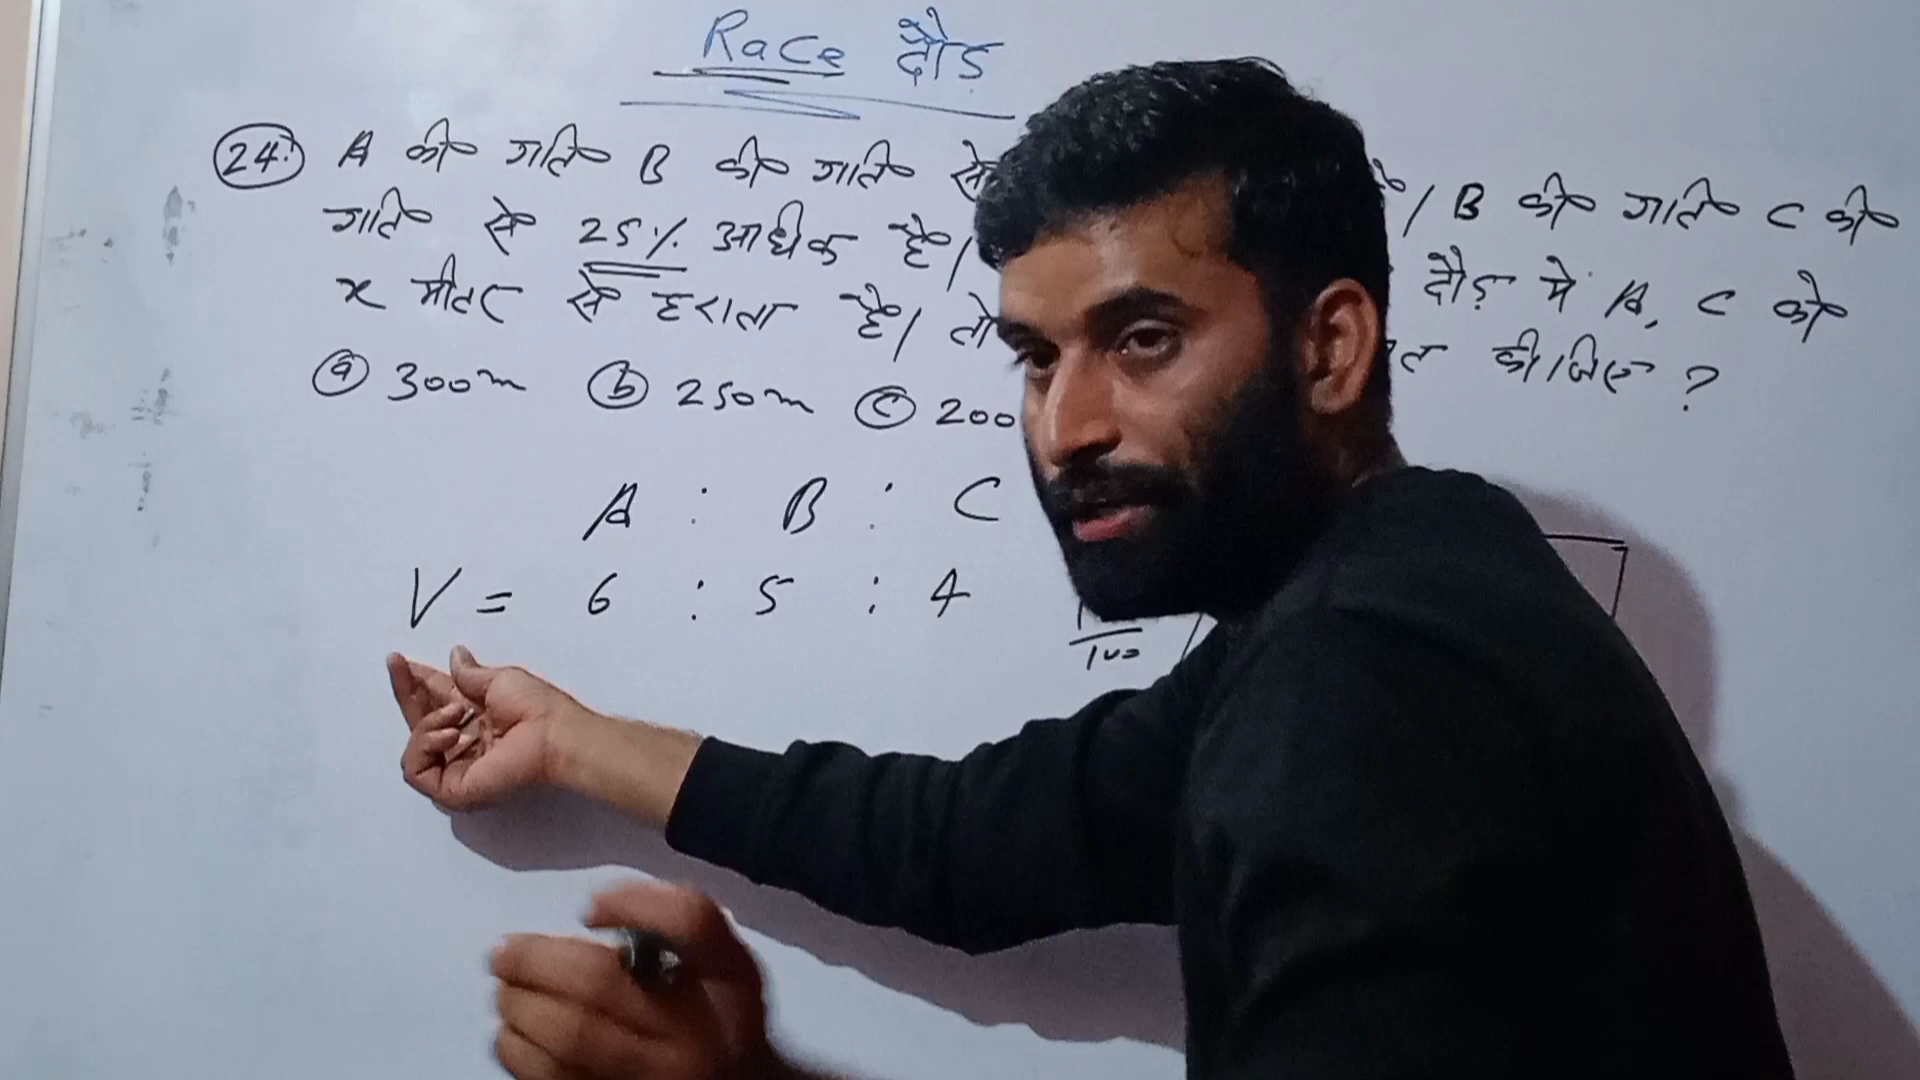 Race दौड़
24. A की गति B की गति से / B की गति C की
गति से 25% अधिक है। दौड़ में A, C को
x मीटर से हराता है। तो कीजिए ?
(a) 300m (b) 250m (c) 200
A : B : C
V = 6 : 5 : 4
100